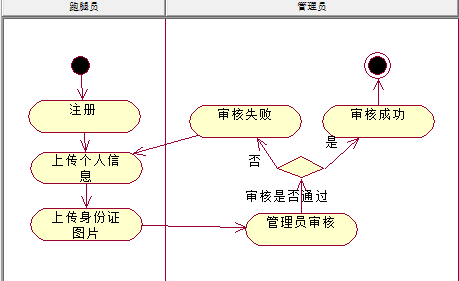 跑腿员
管理员
注册
审核失败
审核成功
是
否
上传个人信
息
审核是否通过
上传身份证
图片
管理员审核